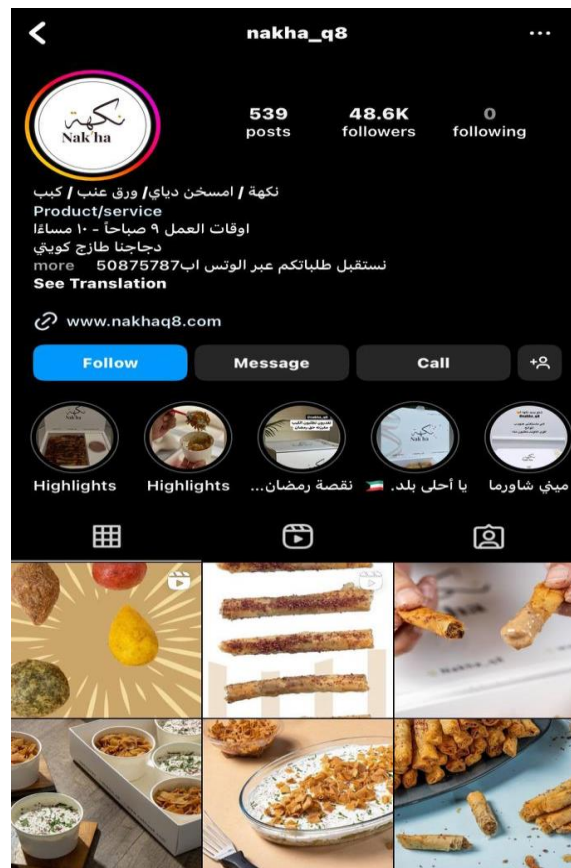 nakha_q8
نكهة
Nak'ha
539 48.6K 0
posts followers following
نكهة / امسخن دياي/ ورق عنب / كبب
Product/service
اوقات العمل ٩ صباحاً - ١٠ مساءًا
دجاجنا طازج كويتي
نستقبل طلباتكم عبر الوتس اب50875787 more
See Translation
www.nakhaq8.com
Follow Message Call
Highlights Highlights نقصة رمضان... يا أحلى بلد. 🇰🇼 ميني شاورما